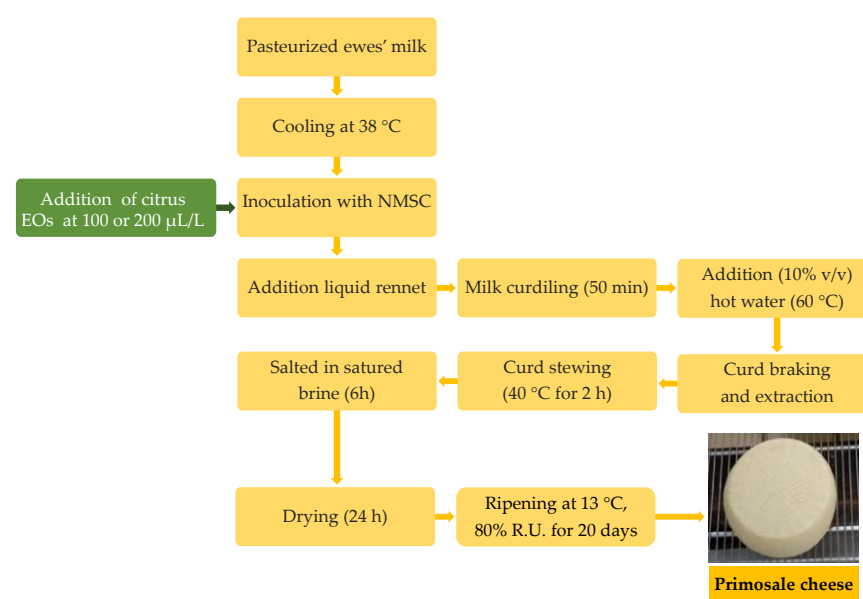 Pasteurized ewes’ milk
Cooling at 38 °C
Addition of citrus
EOs at 100 or 200 µL/L
Inoculation with NMSC
Addition liquid rennet
Milk curdiling (50 min)
Addition (10% v/v)
hot water (60 °C)
Curd braking
and extraction
Curd stewing
(40 °C for 2 h)
Salted in satured
brine (6h)
Drying (24 h)
Ripening at 13 °C,
80% R.U. for 20 days
Primosale cheese